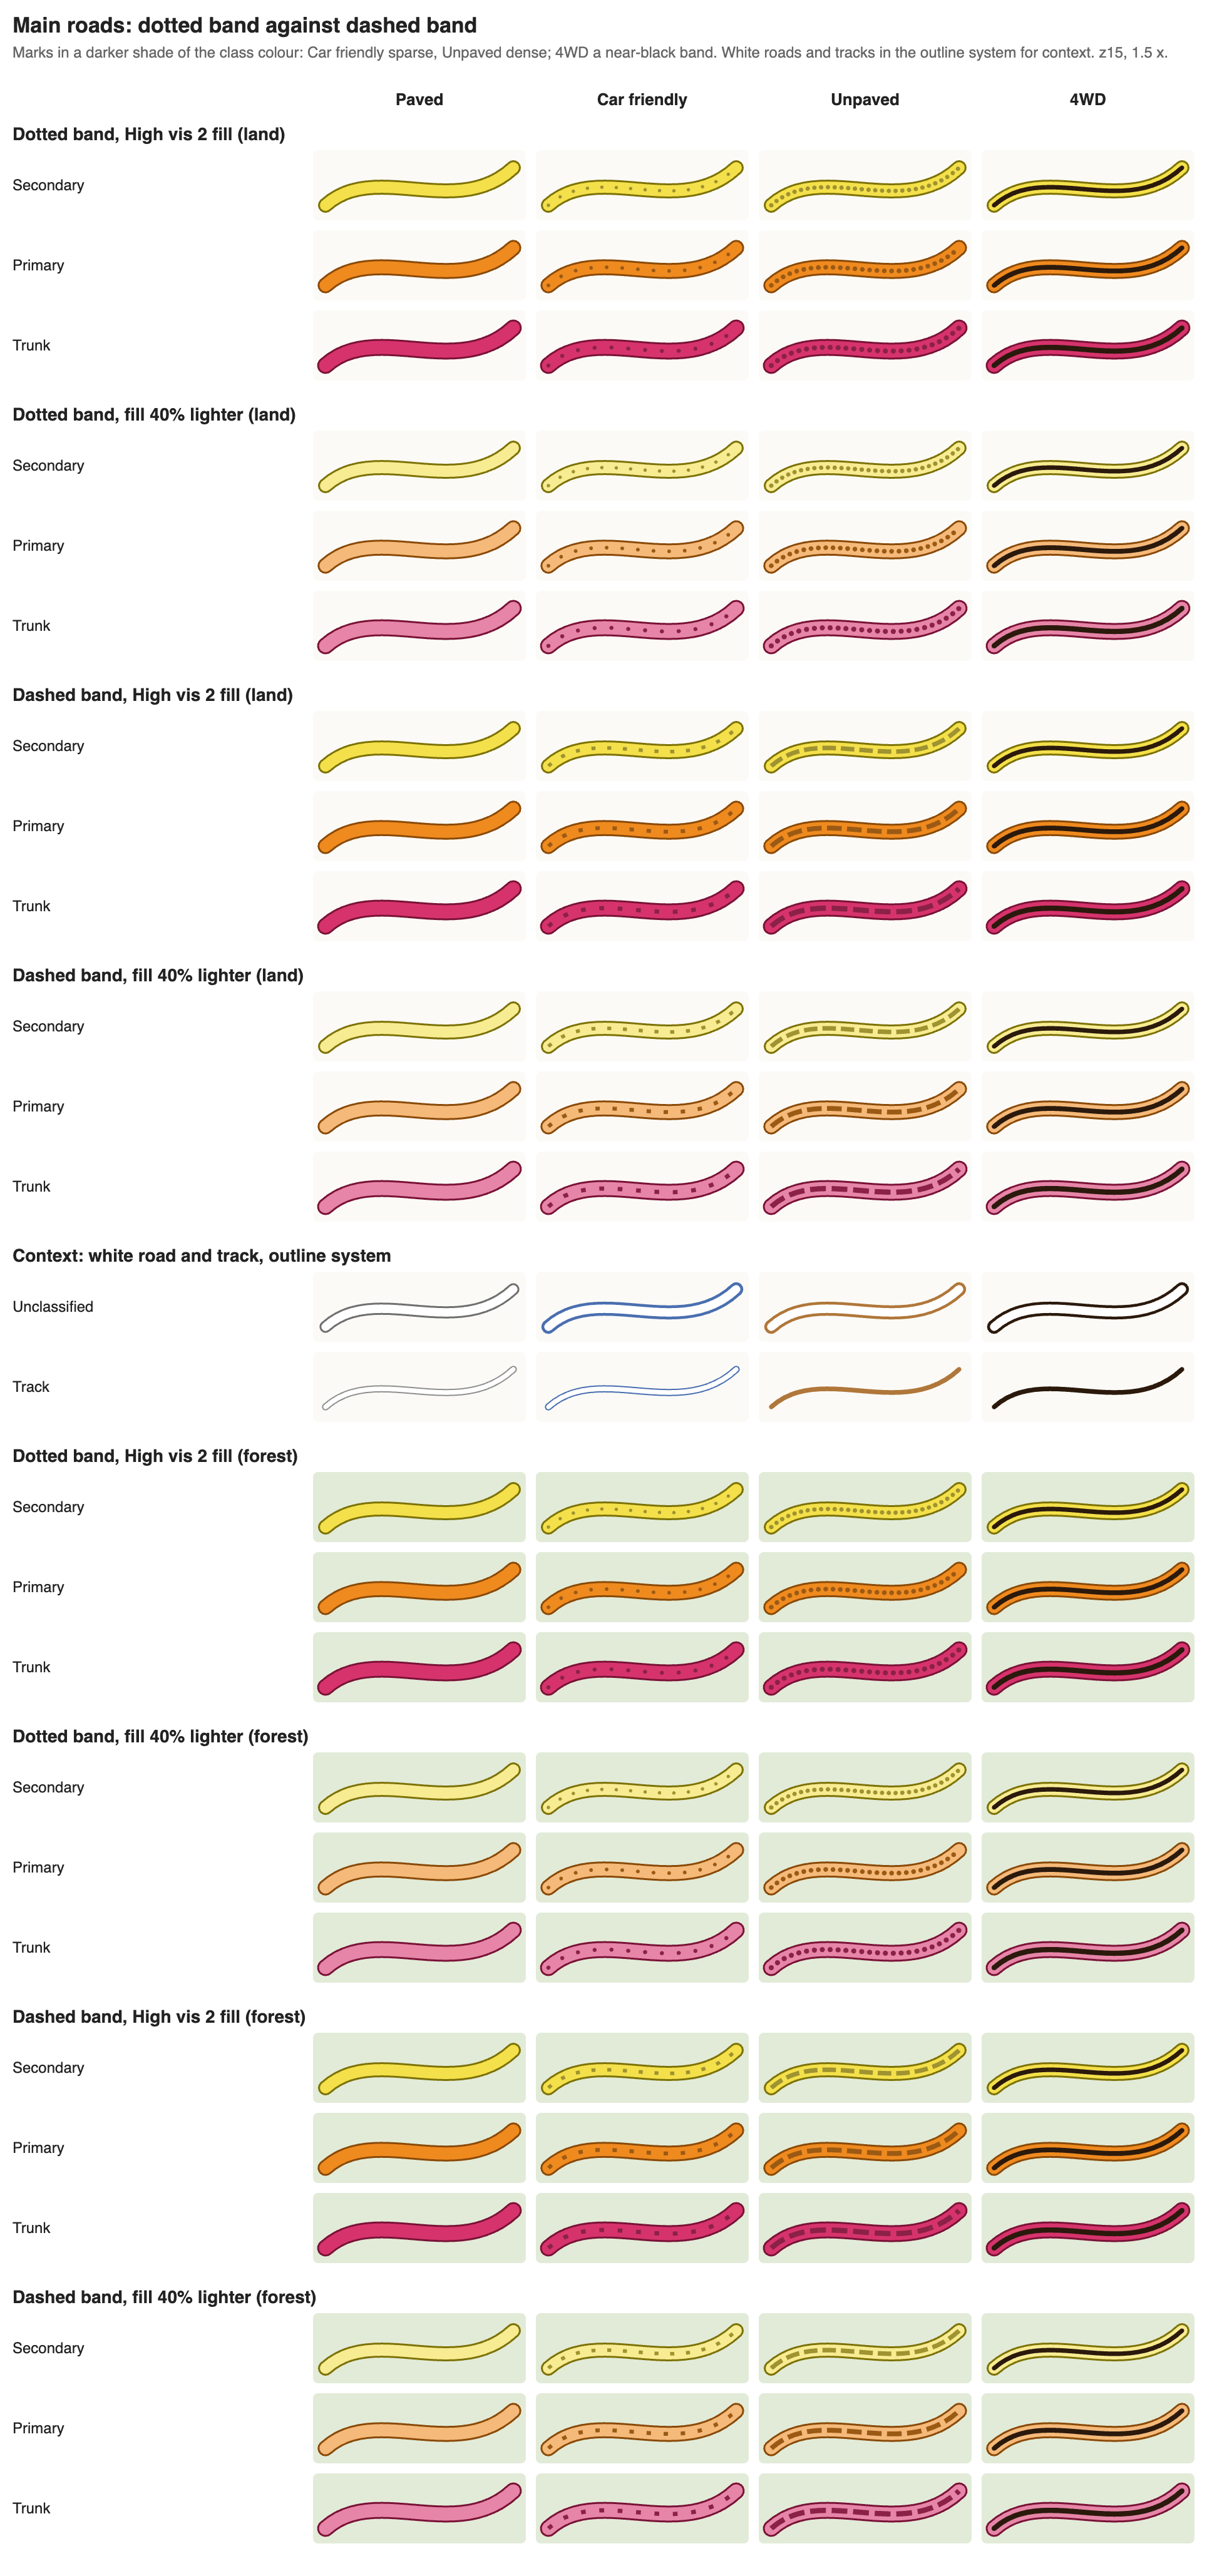 Main roads: dotted band against dashed band
Marks in a darker shade of the class colour: Car friendly sparse, Unpaved dense; 4WD a near-black band. White roads and tracks in the outline system for context. z15, 1.5 x.
Paved Car friendly Unpaved 4WD
Dotted band, High vis 2 fill (land)
Secondary
Primary
Trunk
Dotted band, fill 40% lighter (land)
Secondary
Primary
Trunk
Dashed band, High vis 2 fill (land)
Secondary
Primary
Trunk
Dashed band, fill 40% lighter (land)
Secondary
Primary
Trunk
Context: white road and track, outline system
Unclassified
Track
Dotted band, High vis 2 fill (forest)
Secondary
Primary
Trunk
Dotted band, fill 40% lighter (forest)
Secondary
Primary
Trunk
Dashed band, High vis 2 fill (forest)
Secondary
Primary
Trunk
Dashed band, fill 40% lighter (forest)
Secondary
Primary
Trunk